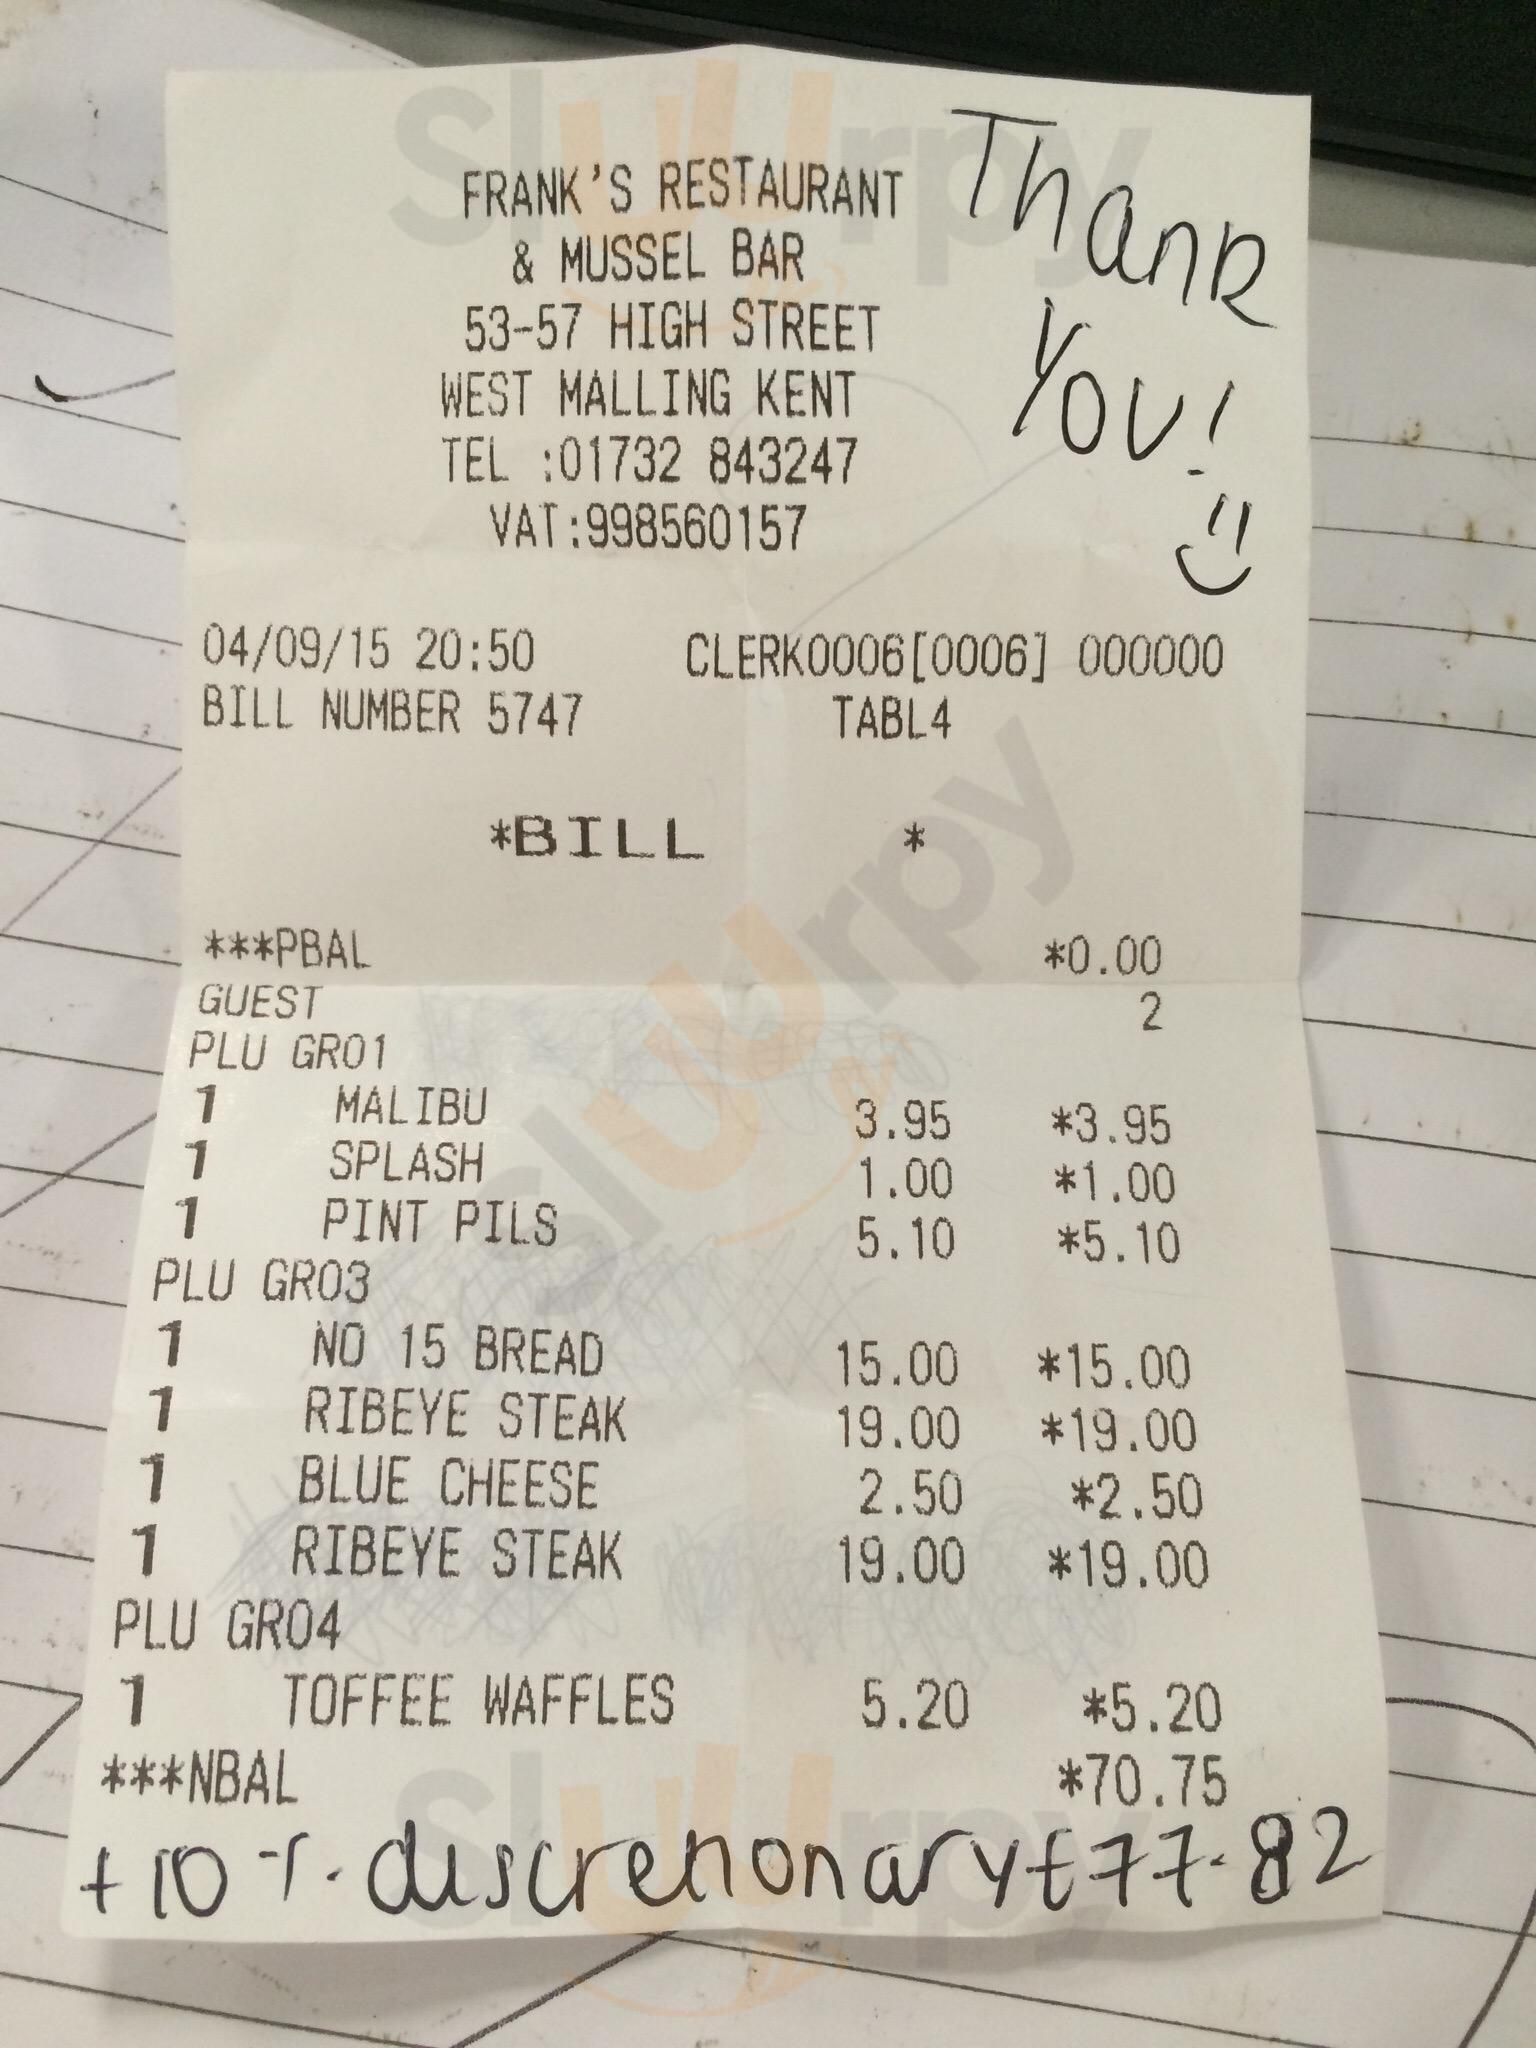 Sluurpy
FRANK'S RESTAURANT
& MUSSEL BAR
53-57 HIGH STREET
WEST MALLING KENT
TEL :01732 843247
VAT:998560157
Thank
You!
04/09/15 20:50 CLERK0006[0006] 000000
BILL NUMBER 5747 TABL4
*BILL *
Sluurpy
***PBAL *0.00
GUEST 2
PLU GR01
1 MALIBU 3.95 *3.95
1 SPLASH 1.00 *1.00
1 PINT PILS 5.10 *5.10
PLU GR03
1 NO 15 BREAD 15.00 *15.00
1 RIBEYE STEAK 19.00 *19.00
1 BLUE CHEESE 2.50 *2.50
1 RIBEYE STEAK 19.00 *19.00
PLU GR04
1 TOFFEE WAFFLES 5.20 *5.20
***NBAL *70.75
Sluurpy
+10%. discretionary £77.82